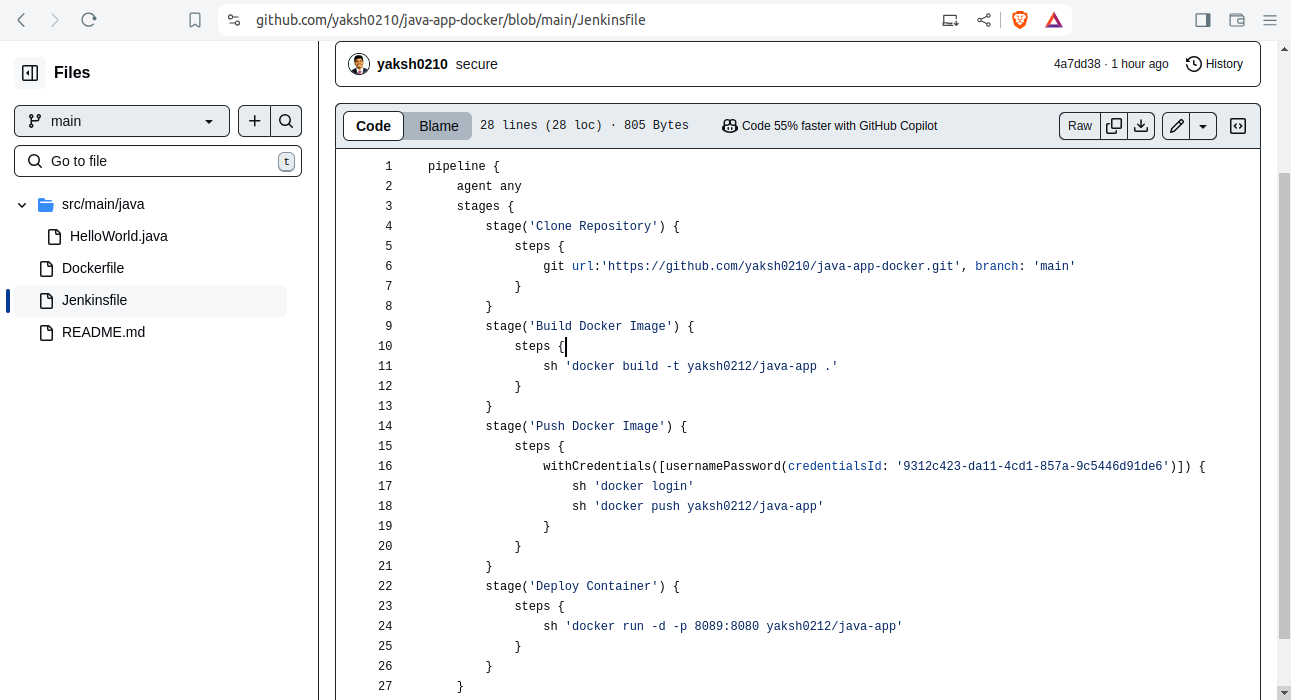 github.com/yaksh0210/java-app-docker/blob/main/Jenkinsfile
Files
main
Go to file
t
src/main/java
HelloWorld.java
Dockerfile
Jenkinsfile
README.md
yaksh0210 secure
4a7dd38 · 1 hour ago
History
Code
Blame
28 lines (28 loc) · 805 Bytes
Code 55% faster with GitHub Copilot
Raw
1 pipeline {
2     agent any
3     stages {
4         stage('Clone Repository') {
5             steps {
6                 git url:'https://github.com/yaksh0210/java-app-docker.git', branch: 'main'
7             }
8         }
9         stage('Build Docker Image') {
10             steps {
11                 sh 'docker build -t yaksh0212/java-app .'
12             }
13         }
14         stage('Push Docker Image') {
15             steps {
16                 withCredentials([usernamePassword(credentialsId: '9312c423-da11-4cd1-857a-9c5446d91de6')]) {
17                     sh 'docker login'
18                     sh 'docker push yaksh0212/java-app'
19                 }
20             }
21         }
22         stage('Deploy Container') {
23             steps {
24                 sh 'docker run -d -p 8089:8080 yaksh0212/java-app'
25             }
26         }
27     }